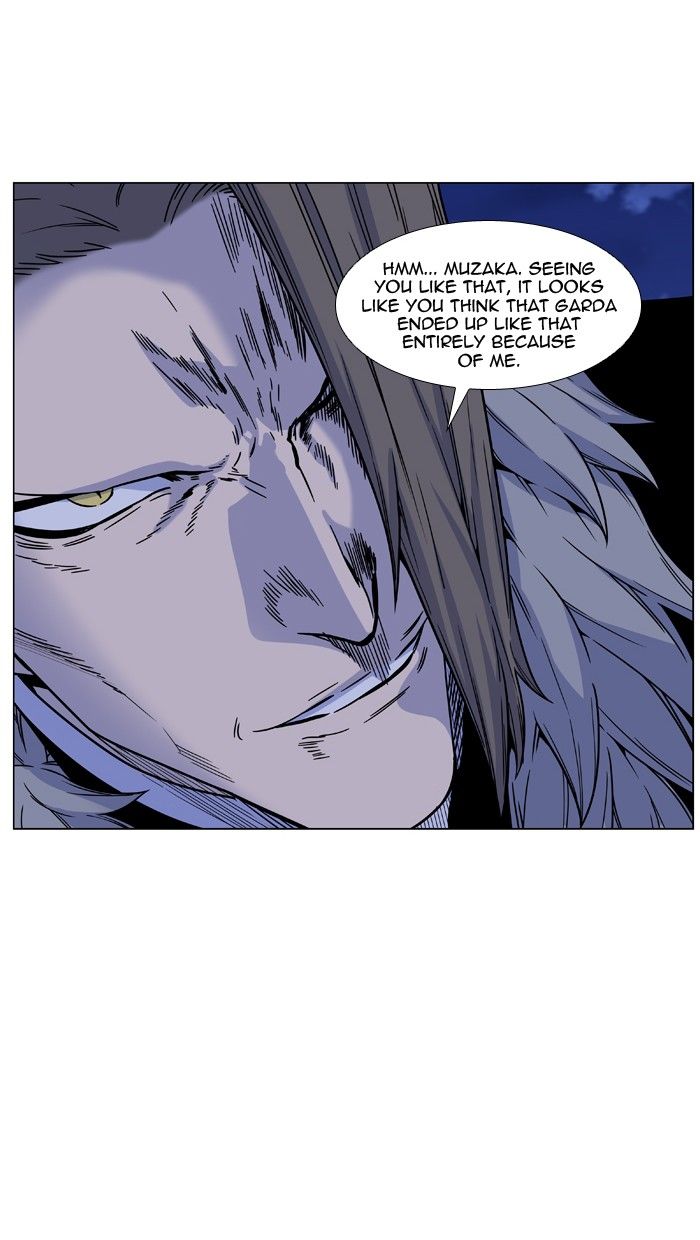 HMM... MUZAKA. SEEING
YOU LIKE THAT, IT LOOKS
LIKE YOU THINK THAT GARDA
ENDED UP LIKE THAT
ENTIRELY BECAUSE
OF ME.